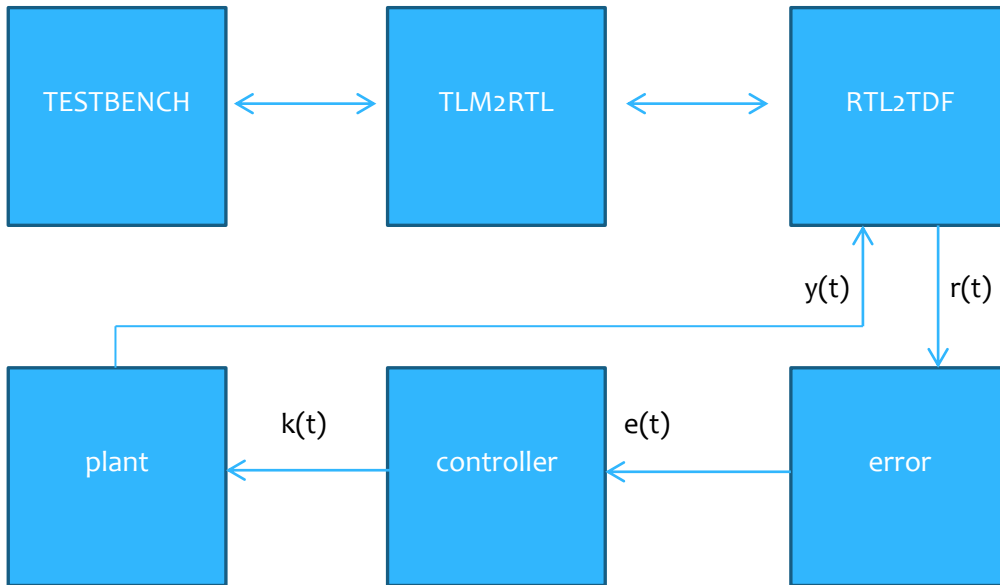 TESTBENCH
TLM2RTL
RTL2TDF
y(t)
r(t)
k(t)
e(t)
plant
controller
error